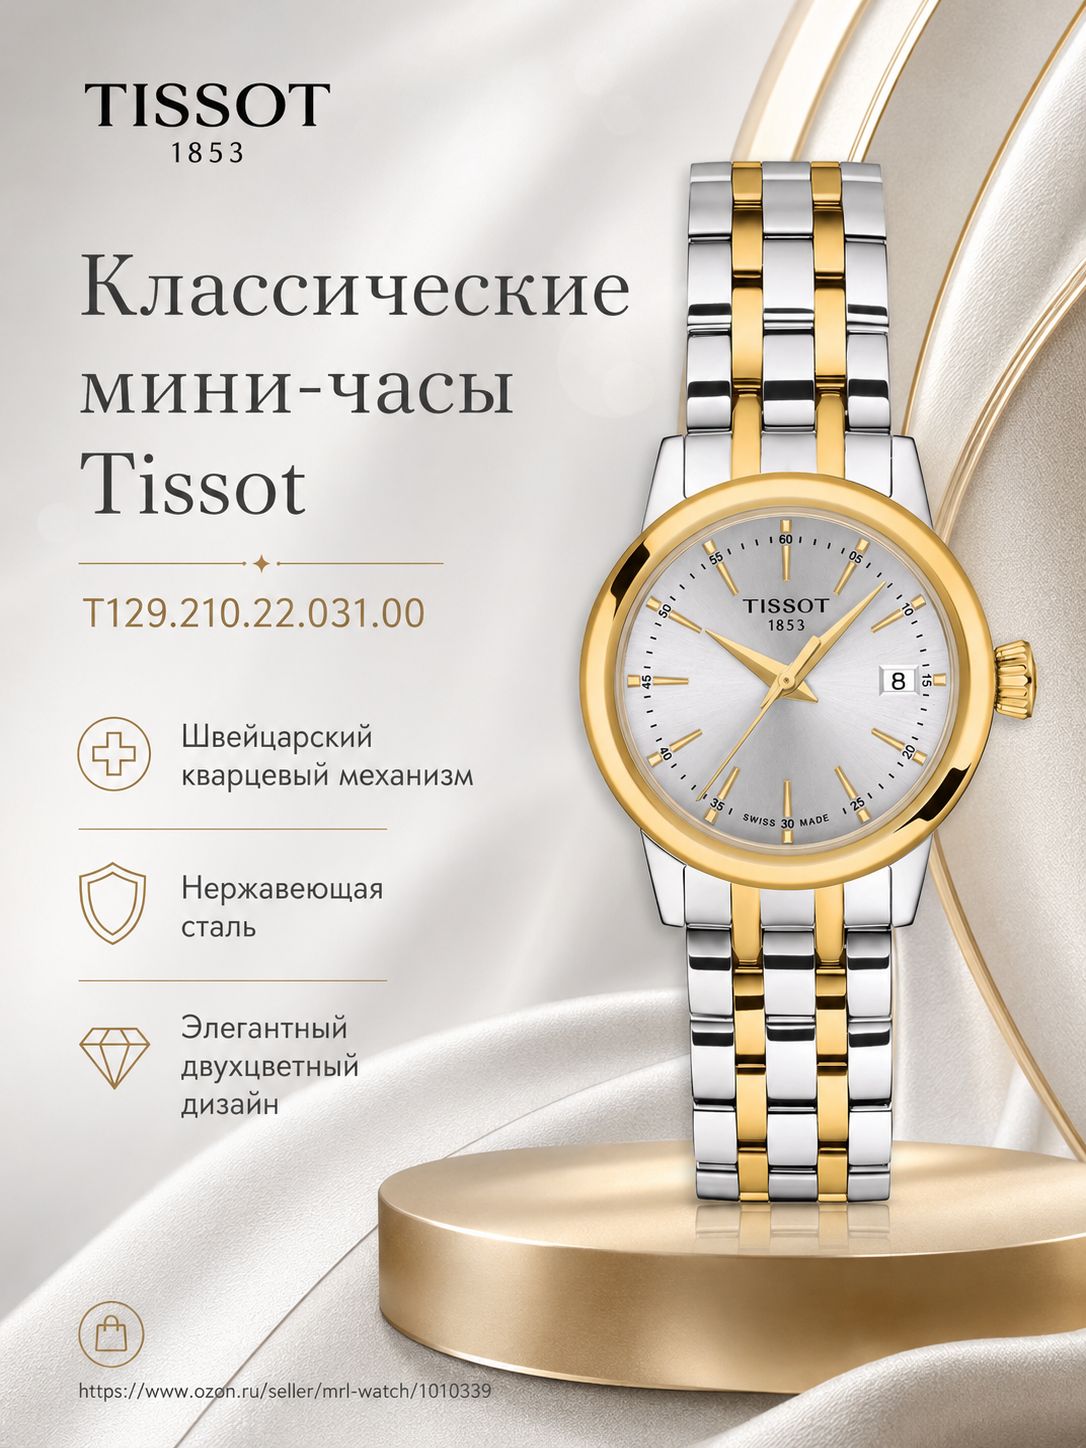 TISSOT
1853
Классические
мини-часы
Tissot
T129.210.22.031.00
Швейцарский
кварцевый механизм
Нержавеющая
сталь
Элегантный
двухцветный
дизайн
https://www.ozon.ru/seller/mrl-watch/1010339
60
05
10
15
20
25
30
35
40
45
50
55
TISSOT
1853
8
SWISS MADE